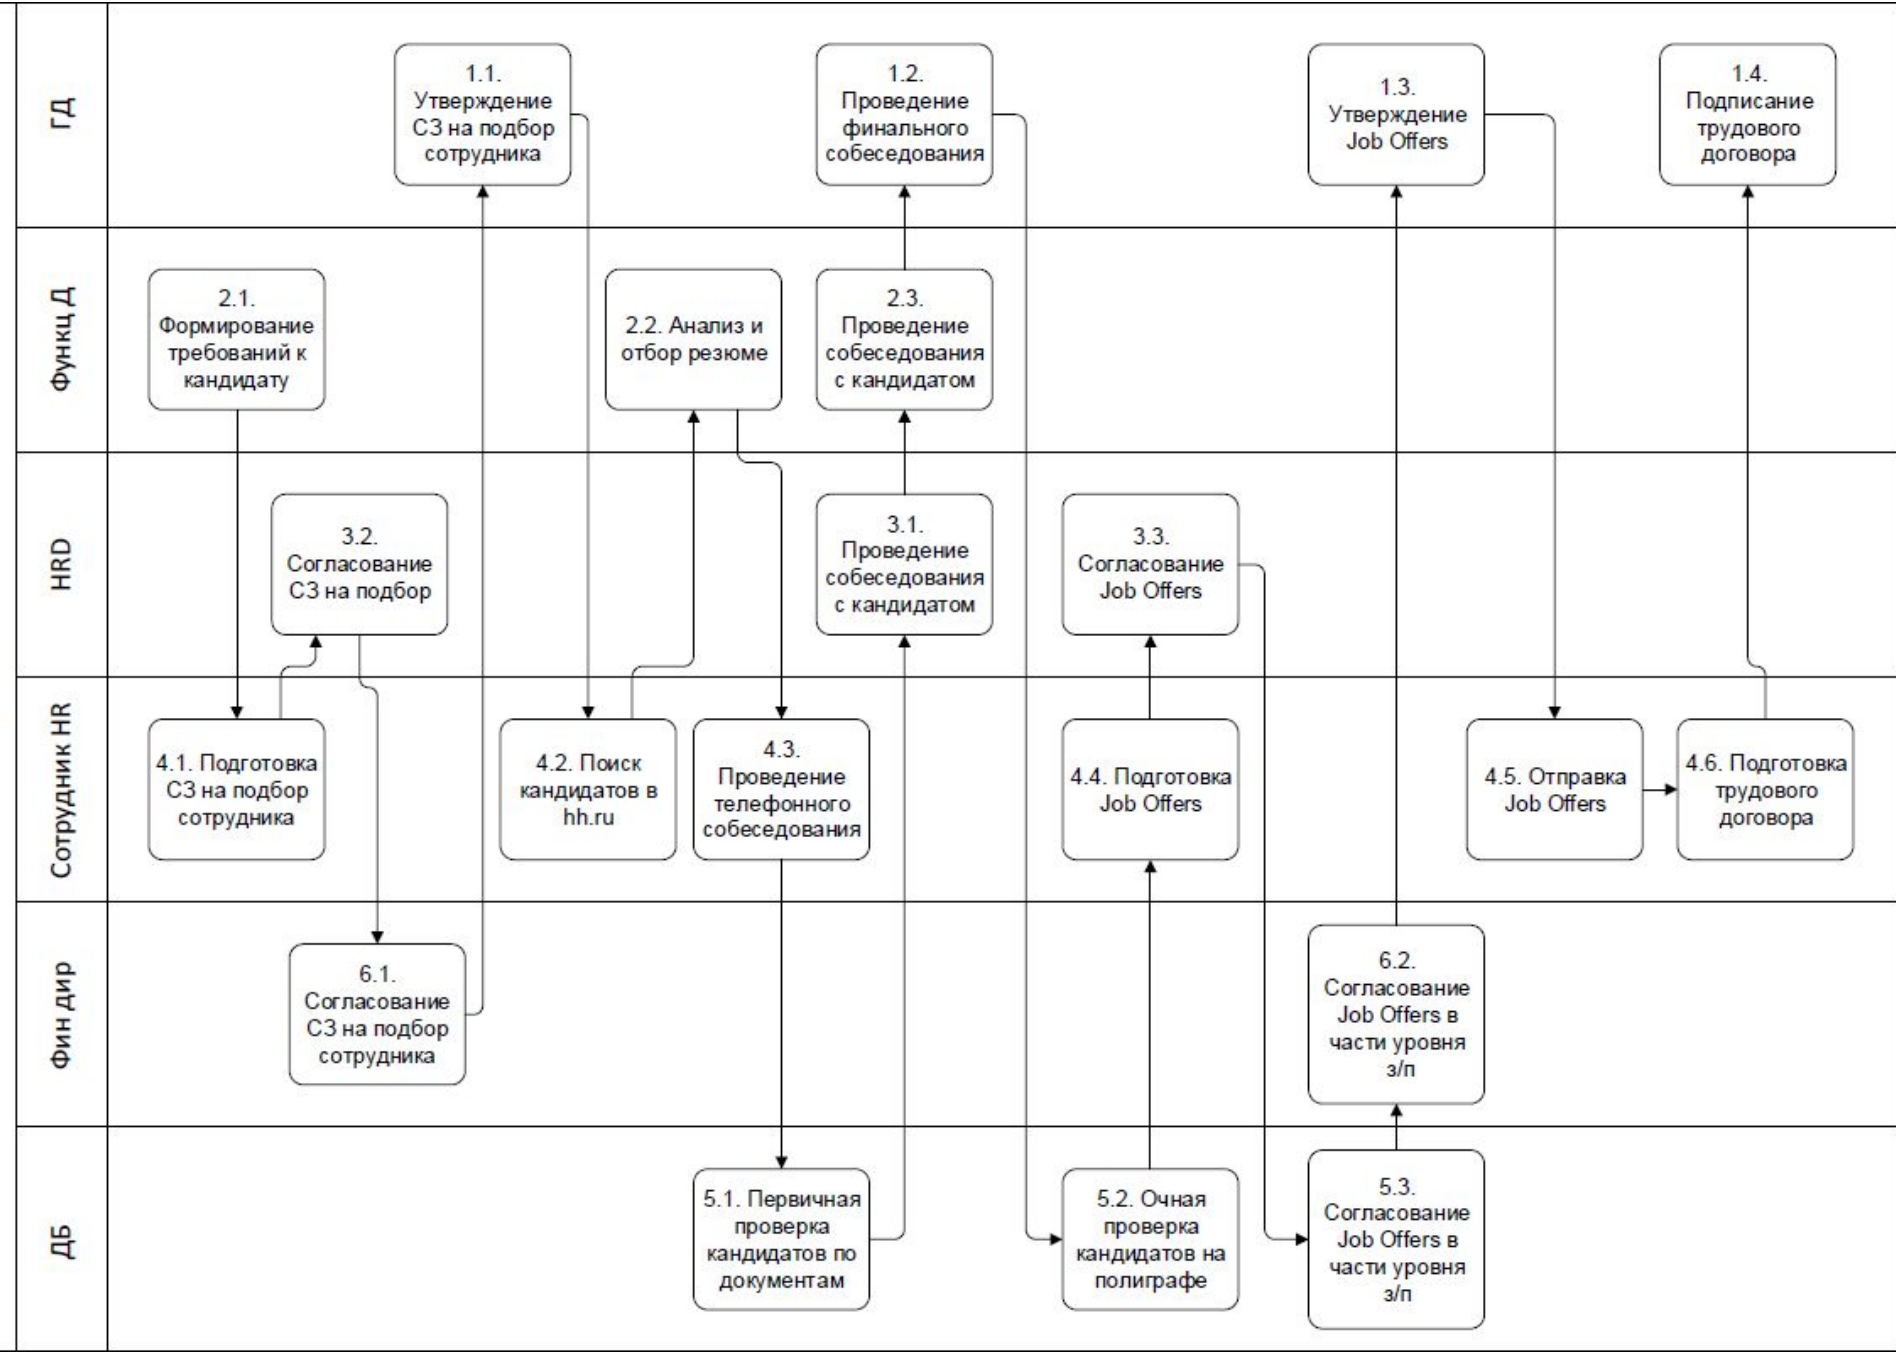 ГД
1.1.
Утверждение
СЗ на подбор
сотрудника
1.2.
Проведение
финального
собеседования
1.3.
Утверждение
Job Offers
1.4.
Подписание
трудового
договора
Функц Д
2.1.
Формирование
требований к
кандидату
2.2. Анализ и
отбор резюме
2.3.
Проведение
собеседования
с кандидатом
HRD
3.2.
Согласование
СЗ на подбор
3.1.
Проведение
собеседования
с кандидатом
3.3.
Согласование
Job Offers
Сотрудник HR
4.1. Подготовка
СЗ на подбор
сотрудника
4.2. Поиск
кандидатов в
hh.ru
4.3.
Проведение
телефонного
собеседования
4.4. Подготовка
Job Offers
4.5. Отправка
Job Offers
4.6. Подготовка
трудового
договора
Фин дир
6.1.
Согласование
СЗ на подбор
сотрудника
6.2.
Согласование
Job Offers в
части уровня
з/п
ДБ
5.1. Первичная
проверка
кандидатов по
документам
5.2. Очная
проверка
кандидатов на
полиграфе
5.3.
Согласование
Job Offers в
части уровня
з/п